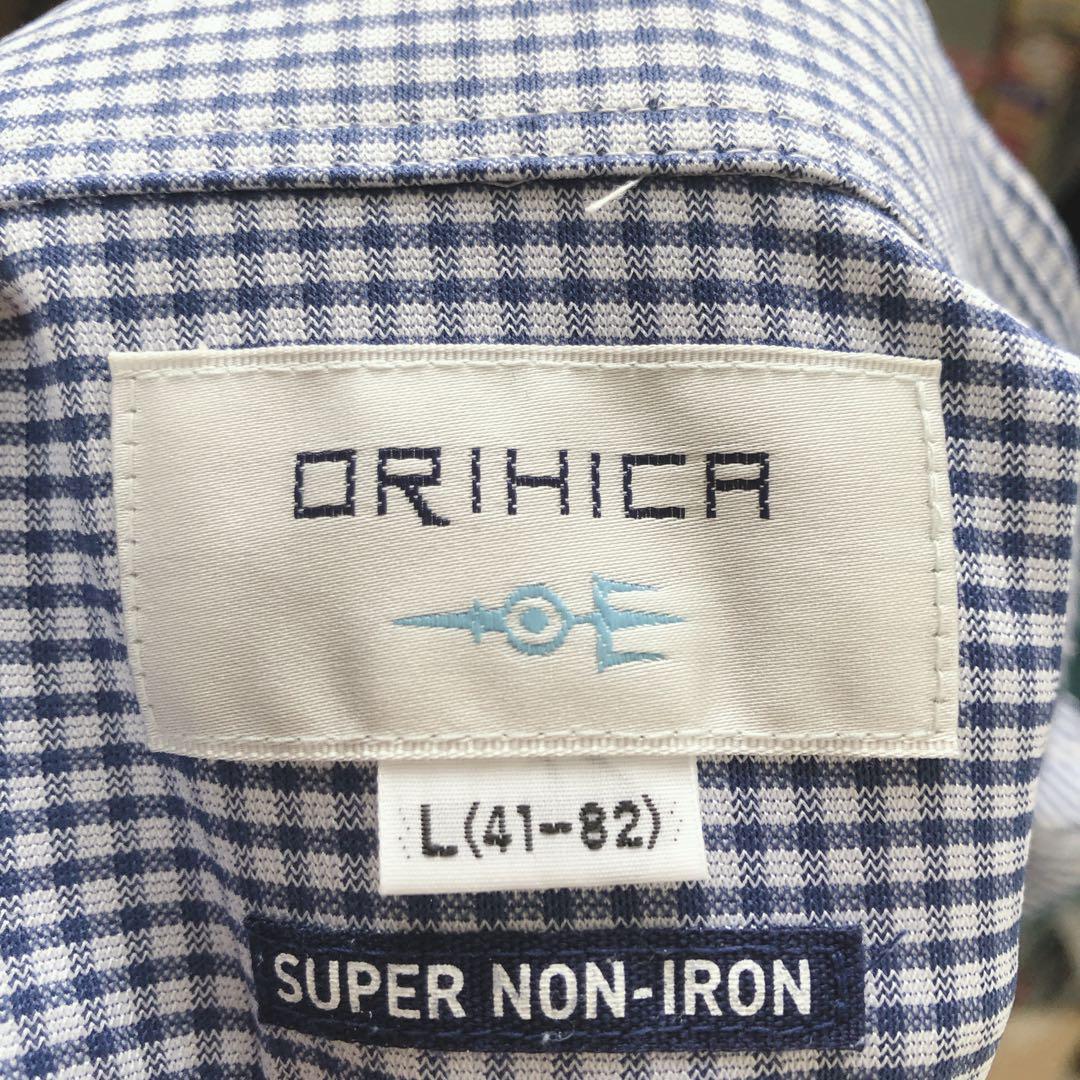 ORIHICA
L(41-82)
SUPER NON-IRON